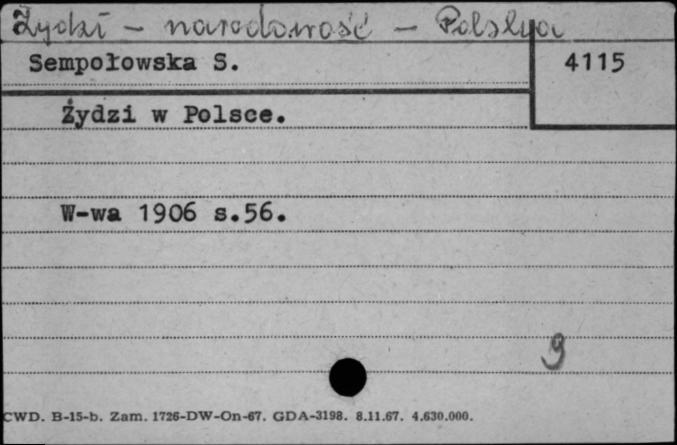 Żydzi - narodowość - Polska
Sempołowska S.
4115
Żydzi w Polsce.
W-wa 1906 s.56.
9
CWD. B-15-b. Zam. 1726-DW-On-67. GDA-3198. 8.11.67. 4.630.000.